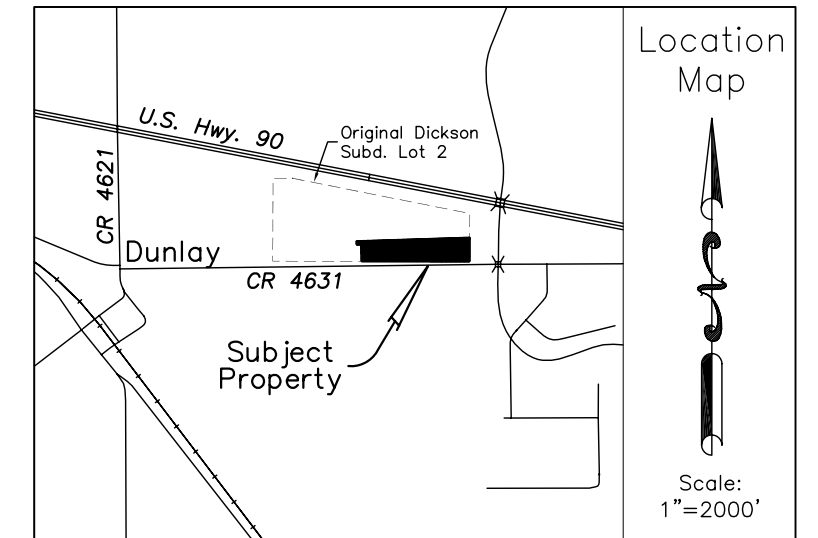 Location
Map
U.S. Hwy. 90
Original Dickson
Subd. Lot 2
CR 4621
Dunlay
CR 4631
Subject
Property
Scale:
1"=2000'